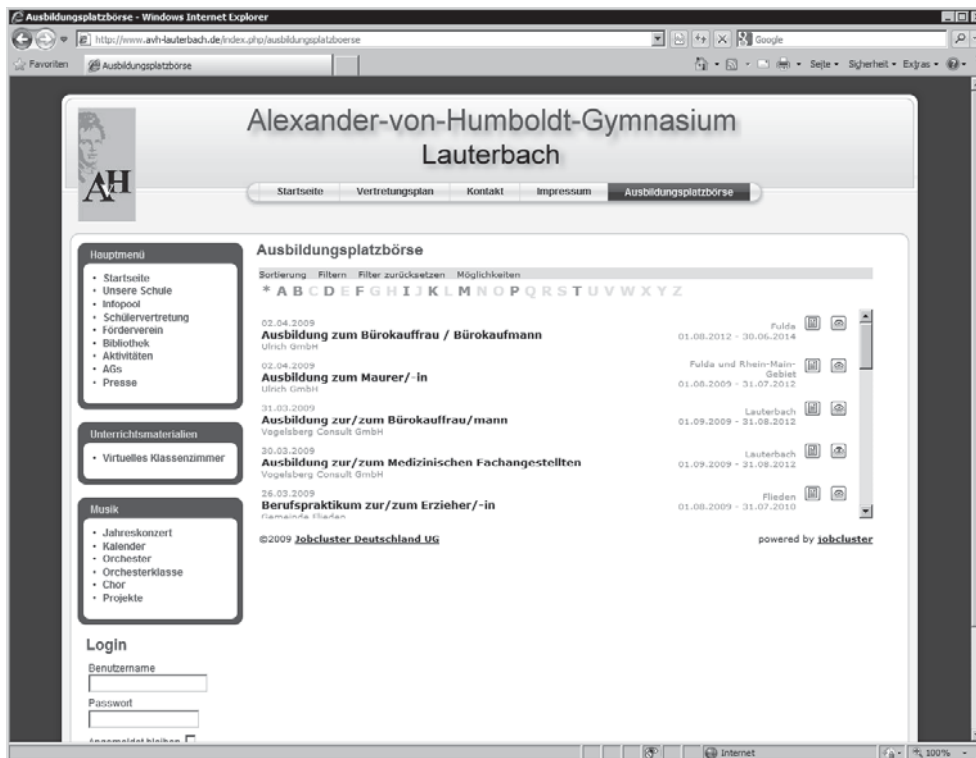 Ausbildungsplatzbörse - Windows Internet Explorer
http://www.avh-lauterbach.de/index.php/ausbildungsplatzboerse
Google
Favoriten
Ausbildungsplatzbörse
Seite
Sicherheit
Extras
Alexander-von-Humboldt-Gymnasium
Lauterbach
AvH
Startseite Vertretungsplan Kontakt Impressum Ausbildungsplatzbörse
Hauptmenü
• Startseite
• Unsere Schule
• Infopool
• Schülervertretung
• Förderverein
• Bibliothek
• Aktivitäten
• AGs
• Presse
Unterrichtsmaterialien
• Virtuelles Klassenzimmer
Musik
• Jahreskonzert
• Kalender
• Orchester
• Orchesterklasse
• Chor
• Projekte
Login
Benutzername
Passwort
Angemeldet bleiben
Ausbildungsplatzbörse
Sortierung Filtern Filter zurücksetzen Möglichkeiten
* A B C D E F G H I J K L M N O P Q R S T U V W X Y Z
02.04.2009
Ausbildung zum Bürokauffrau / Bürokaufmann
Ulrich GmbH
Fulda
01.08.2012 - 30.06.2014
02.04.2009
Ausbildung zum Maurer/-in
Ulrich GmbH
Fulda und Rhein-Main-
Gebiet
01.08.2009 - 31.07.2012
31.03.2009
Ausbildung zur/zum Bürokauffrau/mann
Vogelsberg Consult GmbH
Lauterbach
01.09.2009 - 31.08.2012
30.03.2009
Ausbildung zur/zum Medizinischen Fachangestellten
Vogelsberg Consult GmbH
Lauterbach
01.09.2009 - 31.08.2012
26.03.2009
Berufspraktikum zur/zum Erzieher/-in
Gemeinde Flieden
Flieden
01.08.2009 - 31.07.2010
©2009 Jobcluster Deutschland UG
powered by jobcluster
Internet
100%